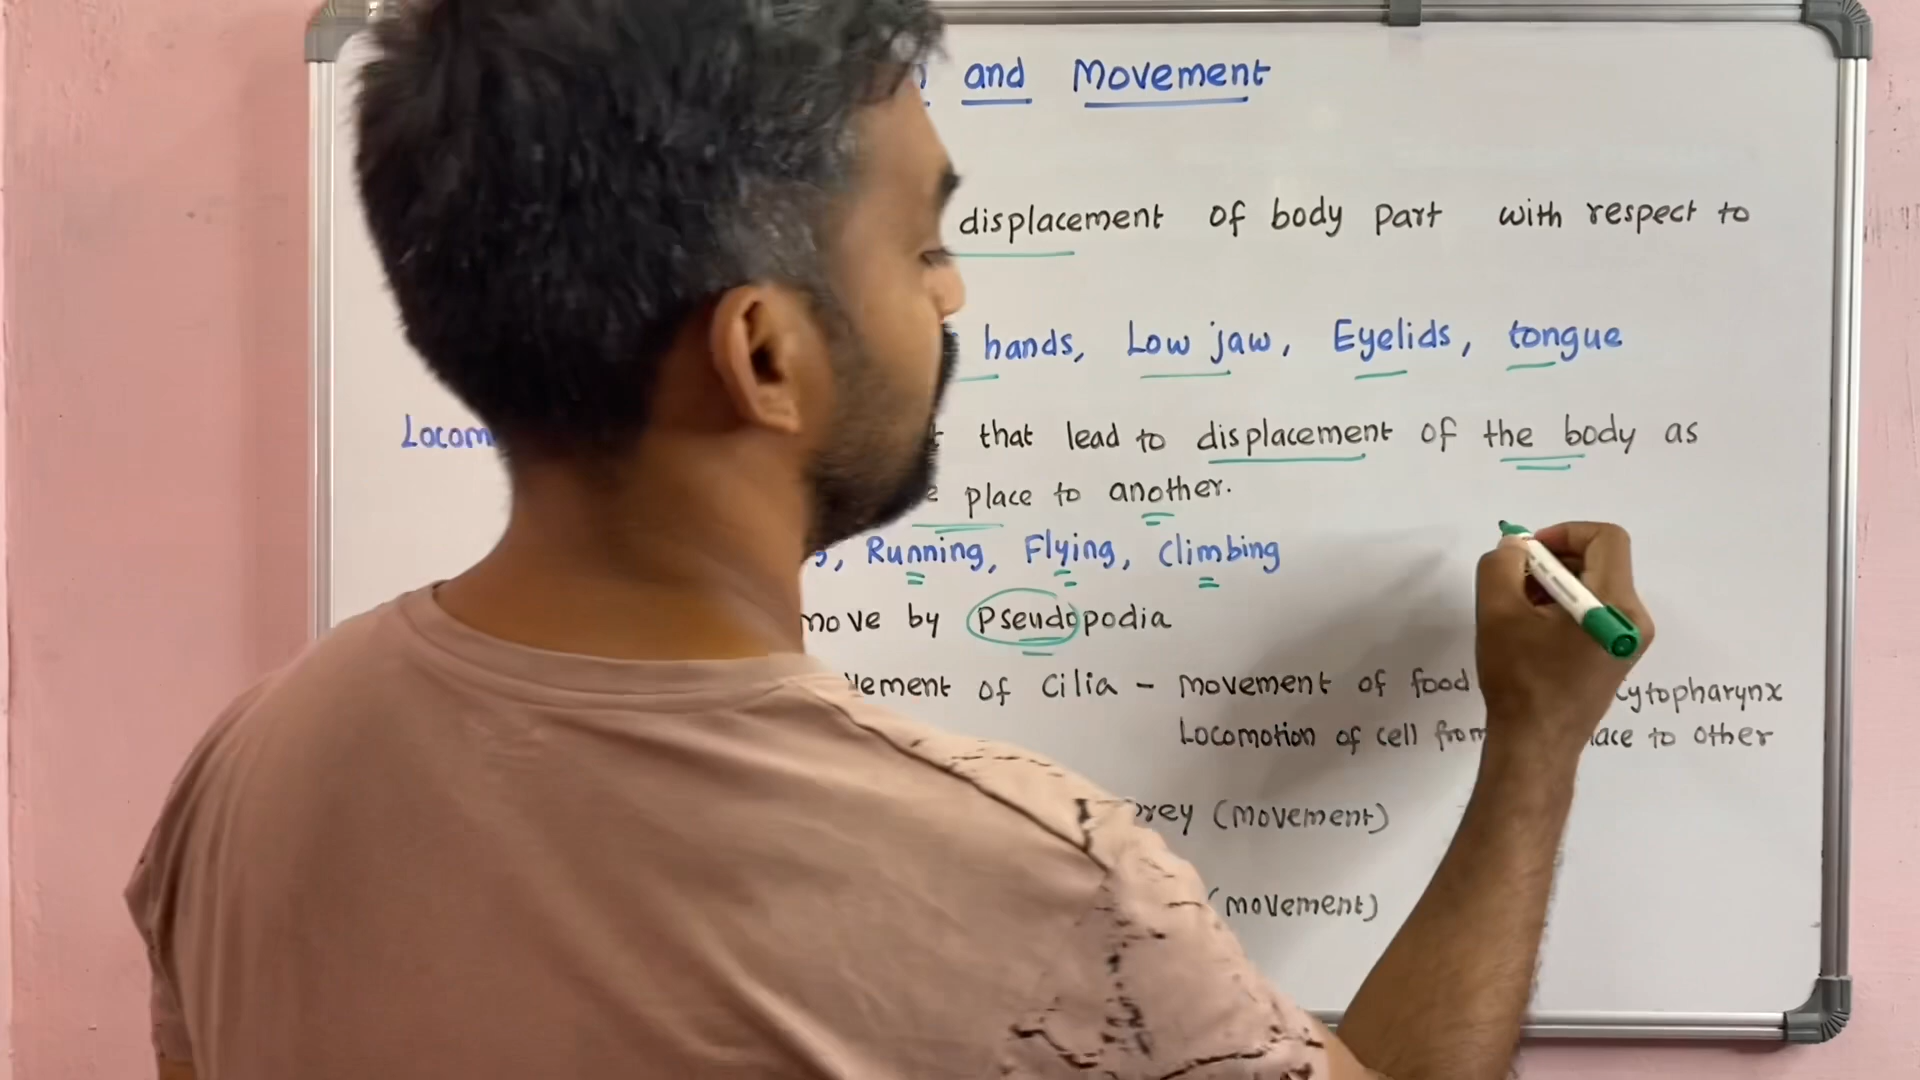 and Movement
displacement of body part with respect to
hands, Low jaw, Eyelids, tongue
Locom that lead to displacement of the body as
place to another.
Running, Flying, Climbing
move by Pseudopodia
vement of Cilia - movement of food Cytopharynx
Locomotion of cell from lace to other
prey (movement)
(movement)